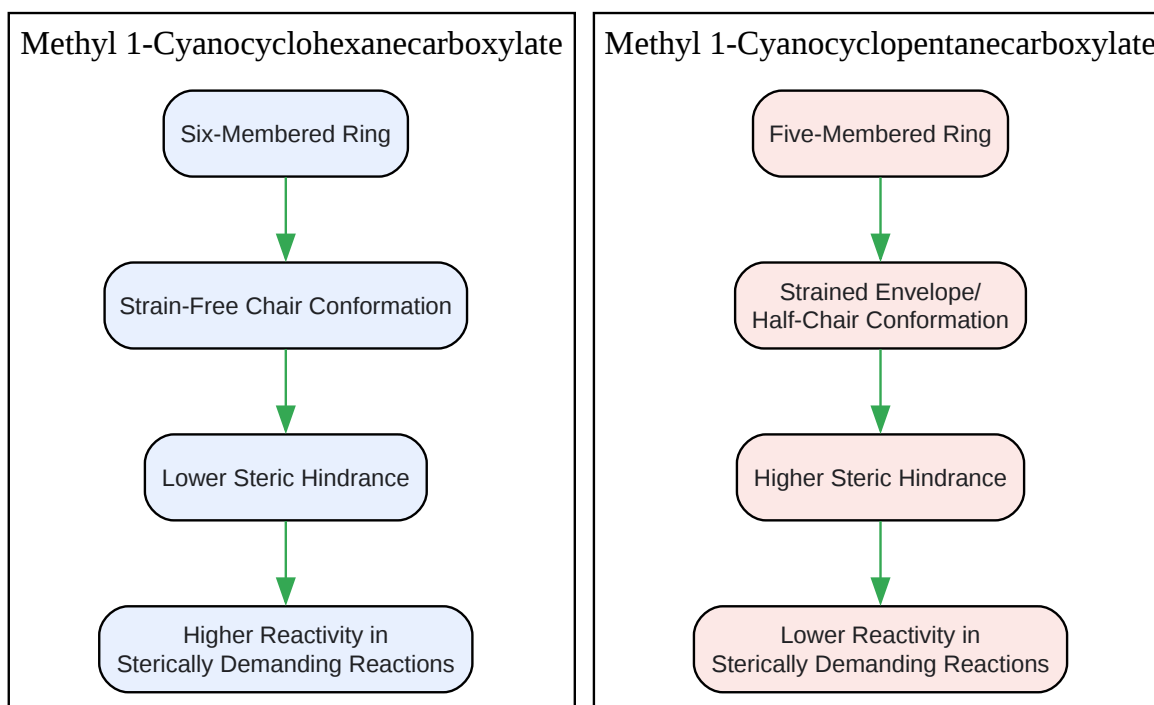 Methyl 1-Cyanocyclohexanecarboxylate
Six-Membered Ring
Strain-Free Chair Conformation
Lower Steric Hindrance
Higher Reactivity in
Sterically Demanding Reactions
Methyl 1-Cyanocyclopentanecarboxylate
Five-Membered Ring
Strained Envelope/
Half-Chair Conformation
Higher Steric Hindrance
Lower Reactivity in
Sterically Demanding Reactions